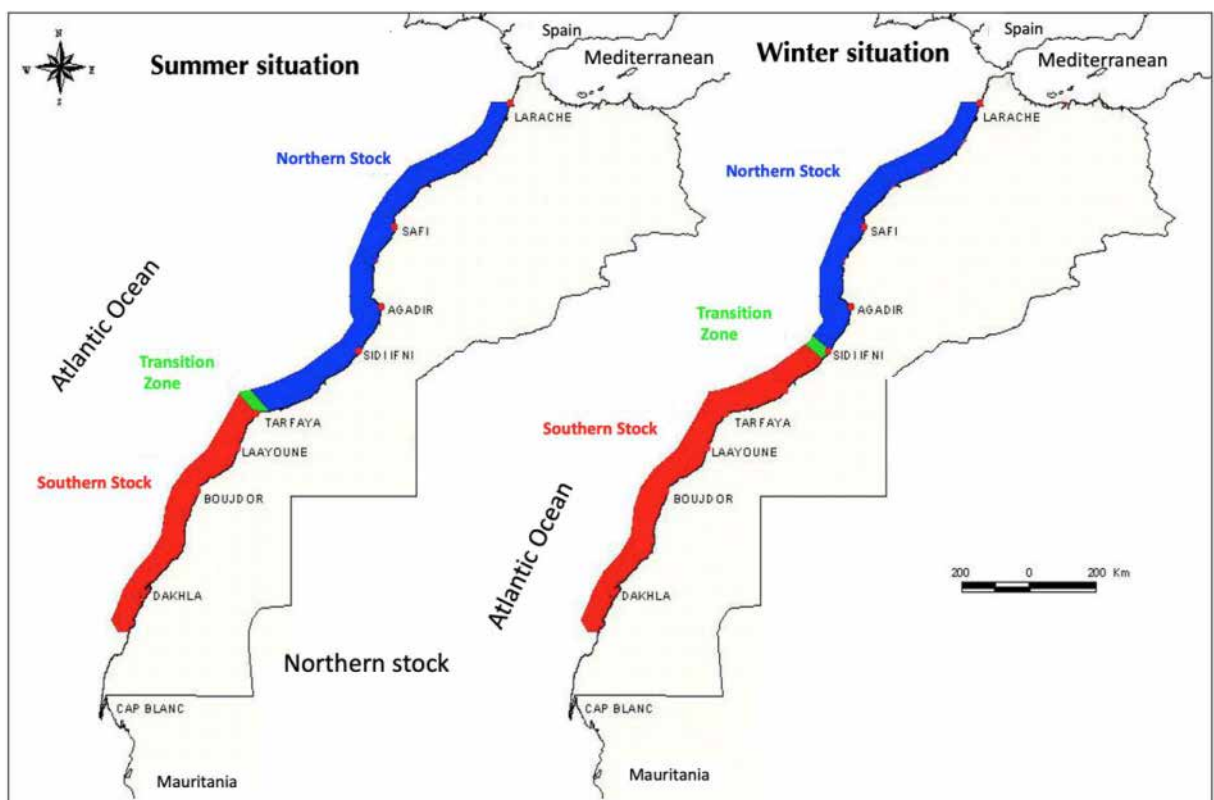 N
W
E
S
Summer situation
Spain
Mediterranean
LARACHE
Northern Stock
SAFI
Atlantic Ocean
AGADIR
Transition
Zone
SIDI IFNI
TARFAYA
LAAYOUNE
Southern Stock
BOUJDOR
DAKHLA
Northern stock
CAP BLANC
Mauritania
Winter situation
Spain
Mediterranean
LARACHE
Northern Stock
SAFI
AGADIR
Transition
Zone
SIDI IFNI
TARFAYA
Southern Stock
LAAYOUNE
BOUJDOR
Atlantic Ocean
DAKHLA
200 0 200 Km
CAP BLANC
Mauritania